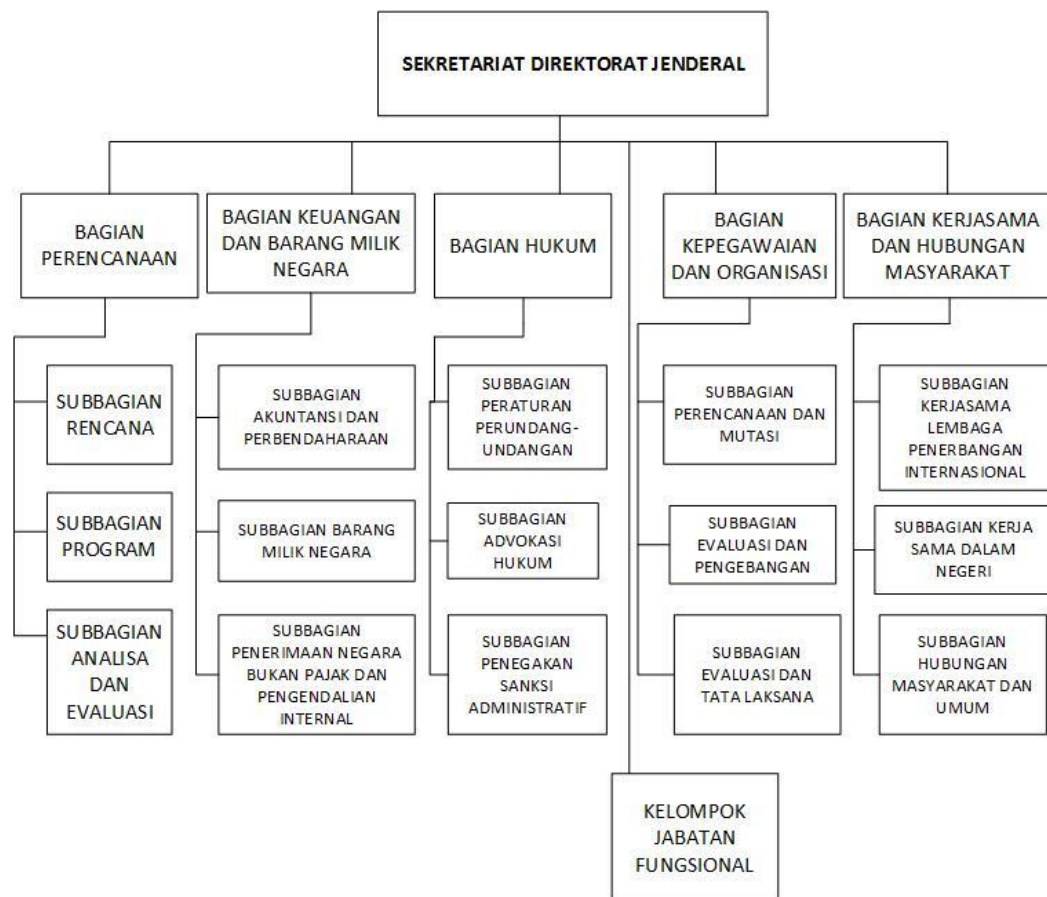 SEKRETARIAT DIREKTORAT JENDERAL
BAGIAN
PERENCANAAN
BAGIAN KEUANGAN
DAN BARANG MILIK
NEGARA
BAGIAN HUKUM
BAGIAN
KEPEGAWAIAN
DAN ORGANISASI
BAGIAN KERJASAMA
DAN HUBUNGAN
MASYARAKAT
SUBBAGIAN
RENCANA
SUBBAGIAN
AKUNTANSI DAN
PERBENDAHARAAN
SUBBAGIAN
PERATURAN
PERUNDANG-
UNDANGAN
SUBBAGIAN
PERENCANAAN DAN
MUTASI
SUBBAGIAN
KERJASAMA
LEMBAGA
PENERBANGAN
INTERNASIONAL
SUBBAGIAN
PROGRAM
SUBBAGIAN BARANG
MILIK NEGARA
SUBBAGIAN
ADVOKASI
HUKUM
SUBBAGIAN
EVALUASI DAN
PENGEBANGAN
SUBBAGIAN KERJA
SAMA DALAM
NEGERI
SUBBAGIAN
ANALISA
DAN
EVALUASI
SUBBAGIAN
PENERIMAAN NEGARA
BUKAN PAJAK DAN
PENGENDALIAN
INTERNAL
SUBBAGIAN
PENEGAKAN
SANKSI
ADMINISTRATIF
SUBBAGIAN
EVALUASI DAN
TATA LAKSANA
SUBBAGIAN
HUBUNGAN
MASYARAKAT DAN
UMUM
KELOMPOK
JABATAN
FUNGSIONAL